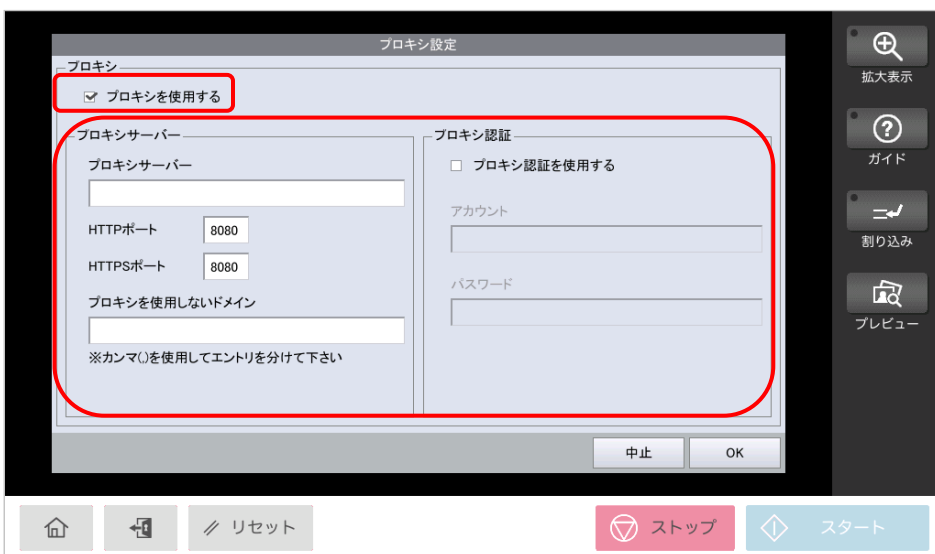 プロキシ設定
プロキシ
プロキシを使用する
プロキシサーバー
プロキシサーバー
HTTPポート
8080
HTTPSポート
8080
プロキシを使用しないドメイン
※カンマ(,)を使用してエントリを分けて下さい
プロキシ認証
プロキシ認証を使用する
アカウント
パスワード
中止
OK
拡大表示
ガイド
割り込み
プレビュー
リセット
ストップ
スタート